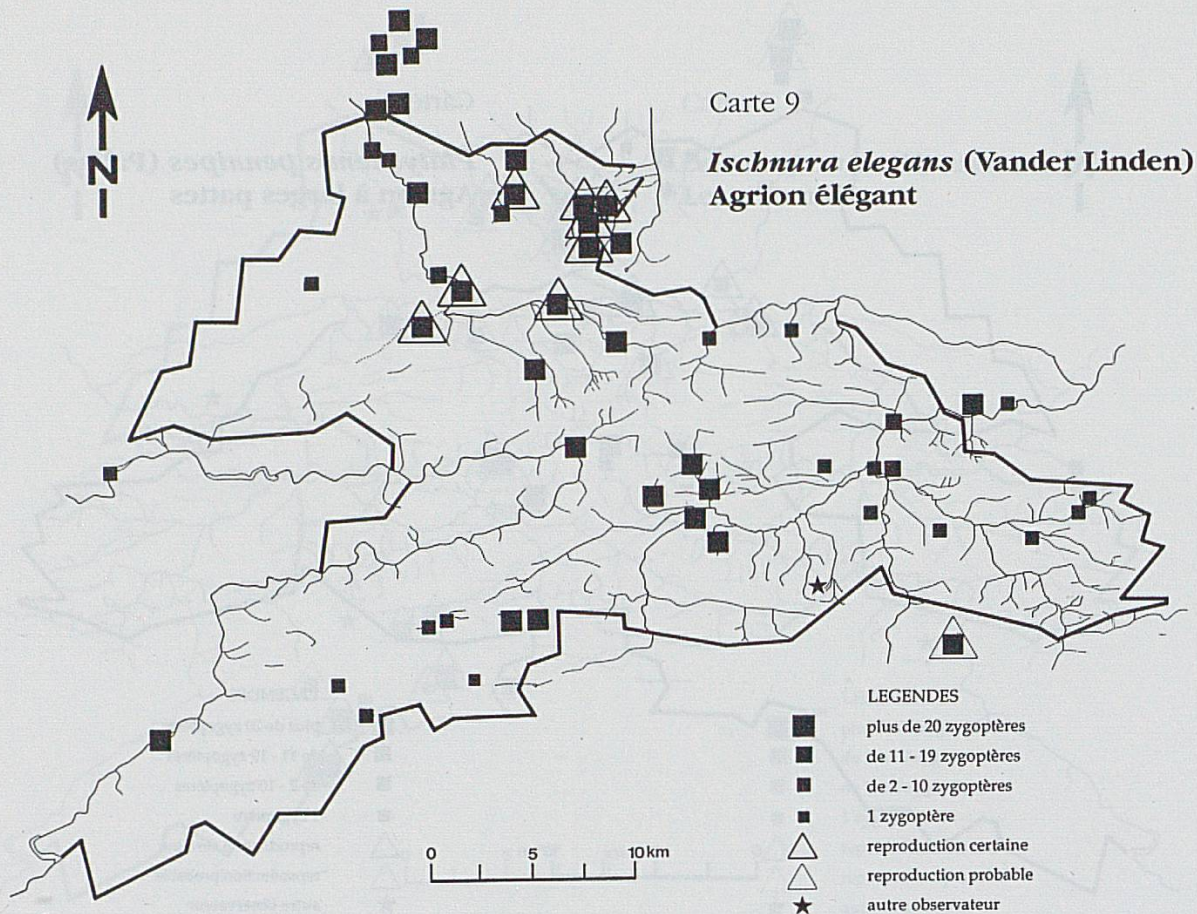 N
Carte 9
Ischnura elegans (Vander Linden)
Agrion élégant
LEGENDES
plus de 20 zygoptères
de 11 - 19 zygoptères
de 2 - 10 zygoptères
1 zygoptère
reproduction certaine
reproduction probable
autre observateur
0 5 10 km